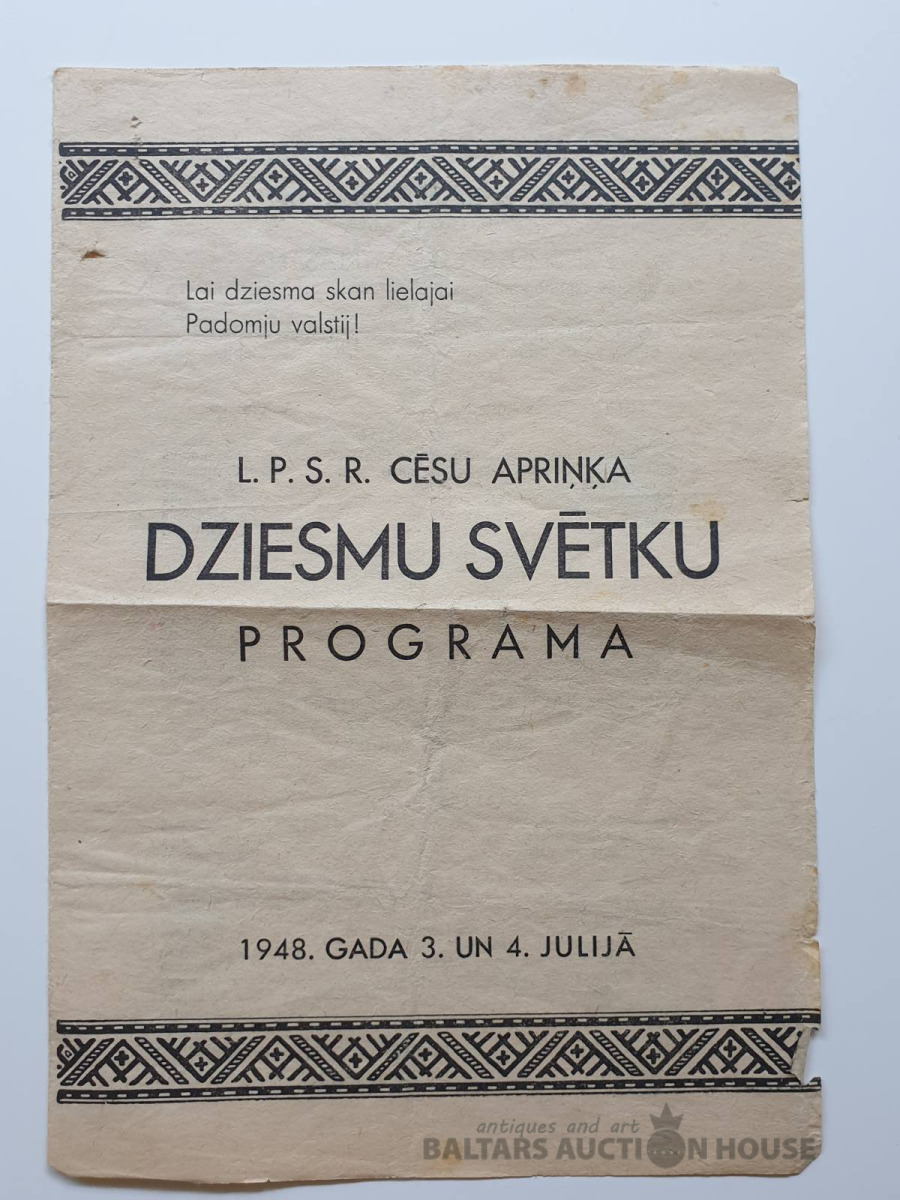 Lai dziesma skan lielajai
Padomju valstij!
L. P. S. R. CĒSU APRIŅĶA
DZIESMU SVĒTKU
PROGRAMA
1948. GADA 3. UN 4. JULIJĀ
antiques and art
BALTARS AUCTION HOUSE